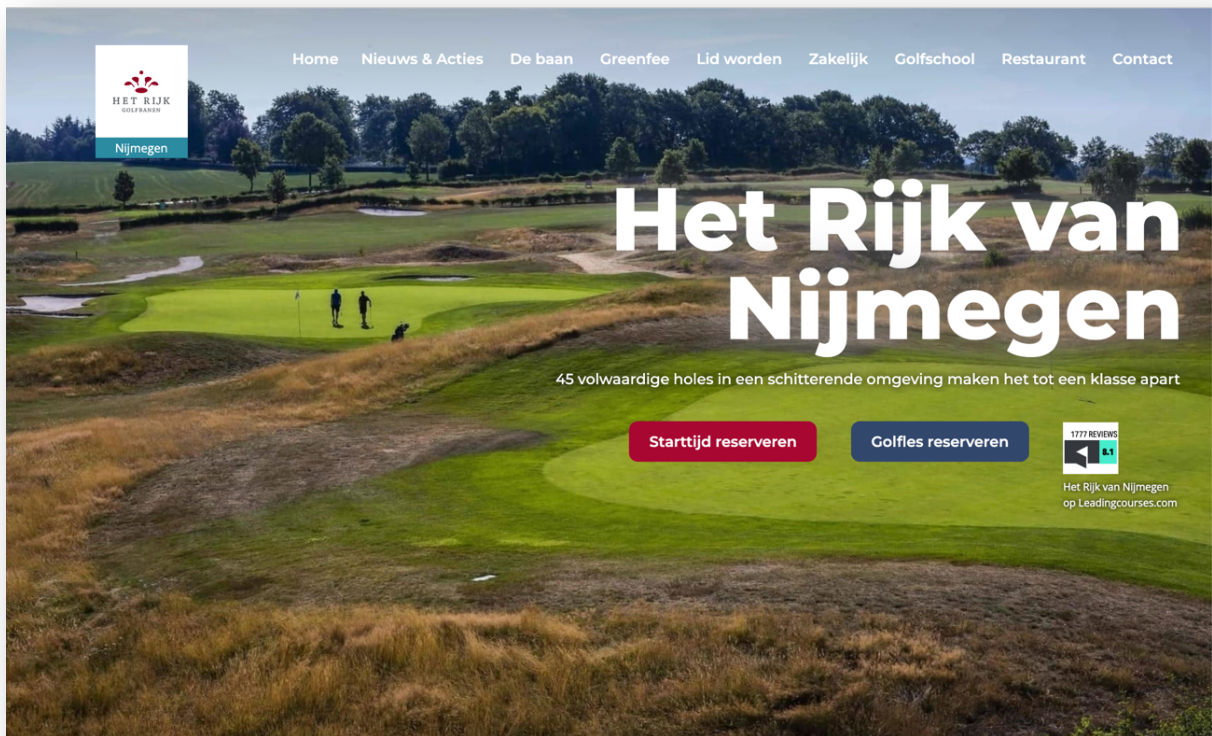 HET RIJK
GOLFBANEN
Nijmegen
Home Nieuws & Acties De baan Greenfee Lid worden Zakelijk Golfschool Restaurant Contact
Het Rijk van
Nijmegen
45 volwaardige holes in een schitterende omgeving maken het tot een klasse apart
Starttijd reserveren Golfles reserveren
1777 REVIEWS
8.1
Het Rijk van Nijmegen
op Leadingcourses.com